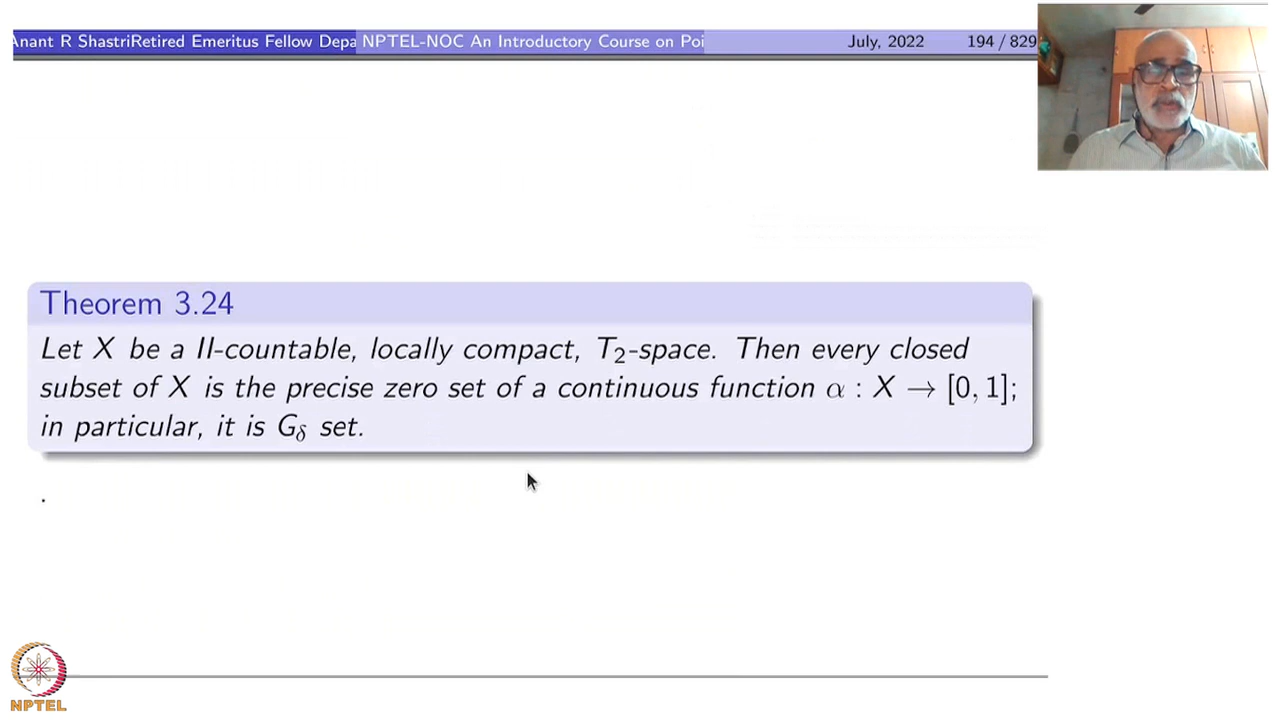 Anant R ShastriRetired Emeritus Fellow Depa NPTEL-NOC An Introductory Course on Poi July, 2022 194 / 829
Theorem 3.24
Let X be a II-countable, locally compact, T₂-space. Then every closed
subset of X is the precise zero set of a continuous function α : X → [0, 1];
in particular, it is G_δ set.
.
NPTEL